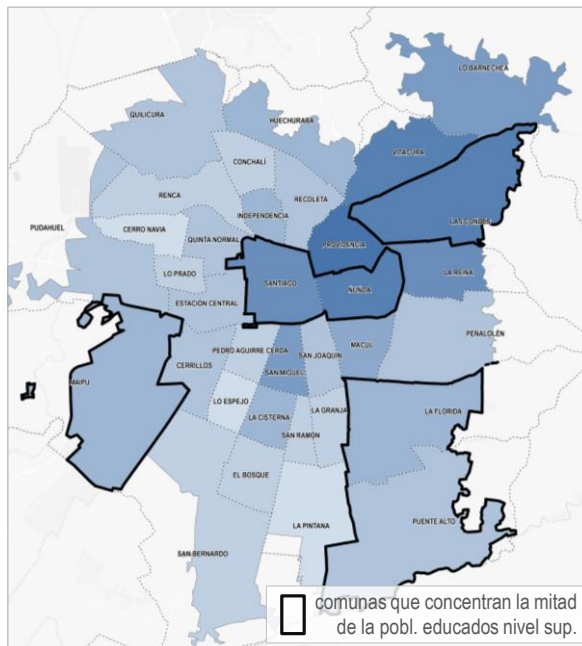 LO BARNECHEA
QUILICURA
HUECHURABA
VITACURA
CONCHALÍ
RENCA
RECOLETA
INDEPENDENCIA
LAS CONDES
PUDAHUEL
CERRO NAVIA
QUINTA NORMAL
PROVIDENCIA
LO PRADO
LA REINA
SANTIAGO
ÑUÑOA
ESTACIÓN CENTRAL
PEÑALOLÉN
MACUL
PEDRO AGUIRRE CERDA
SAN JOAQUÍN
CERRILLOS
SAN MIGUEL
MAIPÚ
LO ESPEJO
LA GRANJA
LA FLORIDA
LA CISTERNA
SAN RAMÓN
EL BOSQUE
PUENTE ALTO
LA PINTANA
SAN BERNARDO
comunas que concentran la mitad
de la pobl. educados nivel sup.